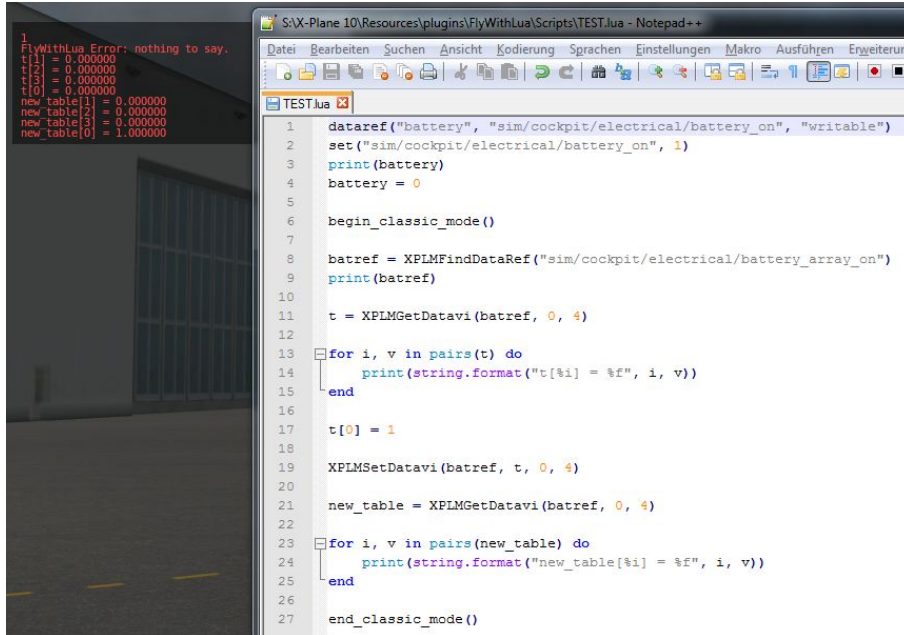 1
FlyWithLua Error: nothing to say.
t[1] = 0.000000
t[2] = 0.000000
t[3] = 0.000000
t[0] = 0.000000
new_table[1] = 0.000000
new_table[2] = 0.000000
new_table[3] = 0.000000
new_table[0] = 1.000000
S:\X-Plane 10\Resources\plugins\FlyWithLua\Scripts\TEST.lua - Notepad++
Datei Bearbeiten Suchen Ansicht Kodierung Sprachen Einstellungen Makro Ausführen
TEST.lua
1 dataref("battery", "sim/cockpit/electrical/battery_on", "writable")
2 set("sim/cockpit/electrical/battery_on", 1)
3 print(battery)
4 battery = 0
5
6 begin_classic_mode()
7
8 batref = XPLMFindDataRef("sim/cockpit/electrical/battery_array_on")
9 print(batref)
10
11 t = XPLMGetDatavi(batref, 0, 4)
12
13 for i, v in pairs(t) do
14 print(string.format("t[%i] = %f", i, v))
15 end
16
17 t[0] = 1
18
19 XPLMSetDatavi(batref, t, 0, 4)
20
21 new_table = XPLMGetDatavi(batref, 0, 4)
22
23 for i, v in pairs(new_table) do
24 print(string.format("new_table[%i] = %f", i, v))
25 end
26
27 end_classic_mode()